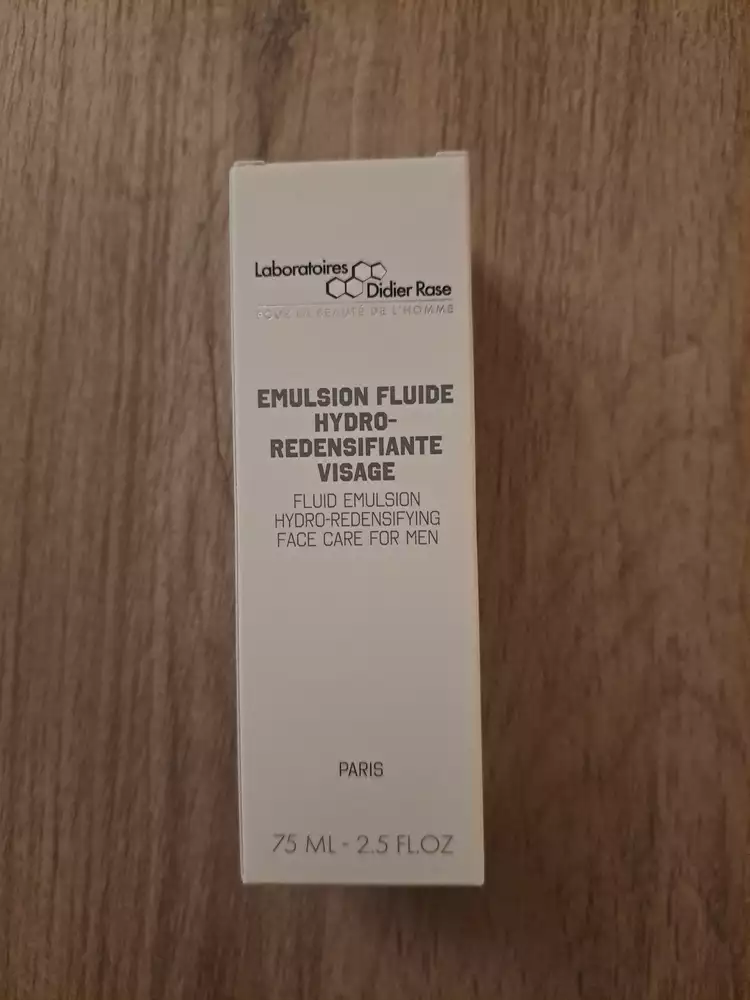 Laboratoires
Didier Rase
POUR LA BEAUTÉ DE L'HOMME
EMULSION FLUIDE
HYDRO-
REDENSIFIANTE
VISAGE
FLUID EMULSION
HYDRO-REDENSIFYING
FACE CARE FOR MEN
PARIS
75 ML - 2.5 FL.OZ